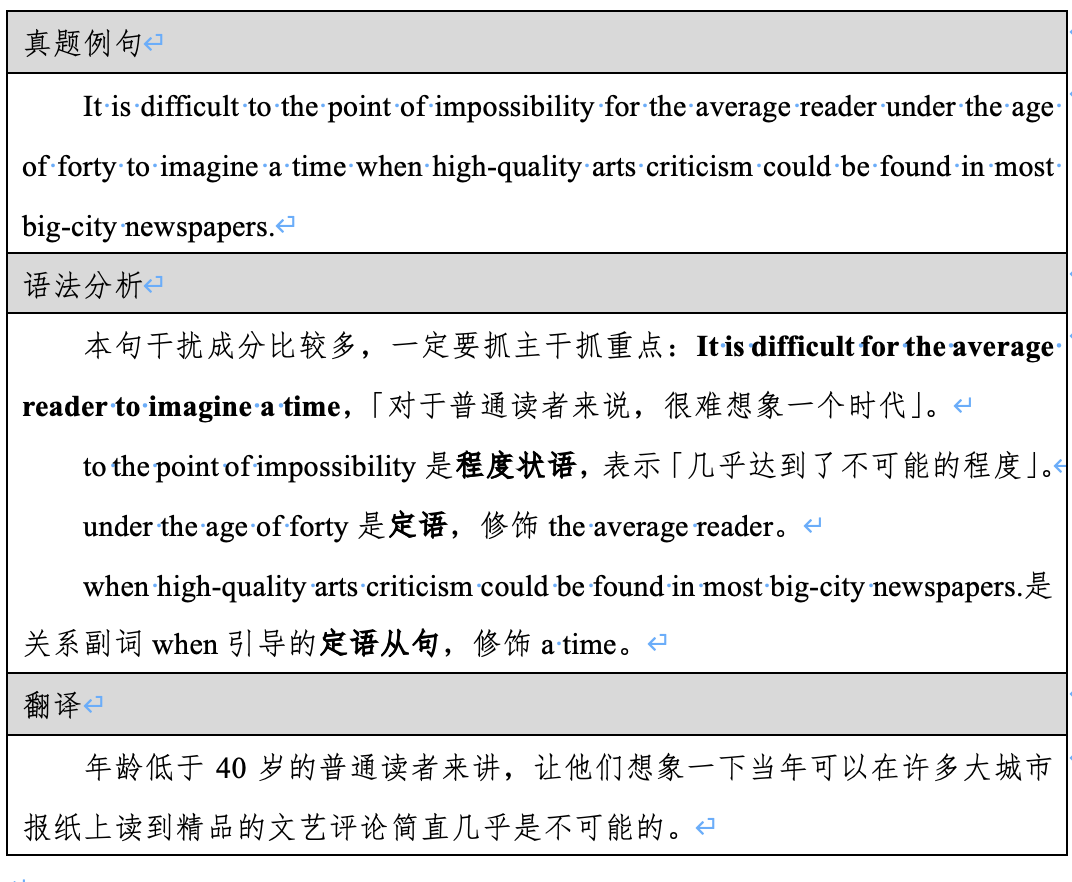 真题例句
It is difficult to the point of impossibility for the average reader under the age
of forty to imagine a time when high-quality arts criticism could be found in most
big-city newspapers.
语法分析
本句干扰成分比较多，一定要抓主干抓重点：It is difficult for the average
reader to imagine a time，「对于普通读者来说，很难想象一个时代」。
to the point of impossibility 是程度状语，表示「几乎达到了不可能的程度」。
under the age of forty 是定语，修饰 the average reader。
when high-quality arts criticism could be found in most big-city newspapers.是
关系副词 when 引导的定语从句，修饰 a time。
翻译
年龄低于 40 岁的普通读者来讲，让他们想象一下当年可以在许多大城市
报纸上读到精品的文艺评论简直几乎是不可能的。